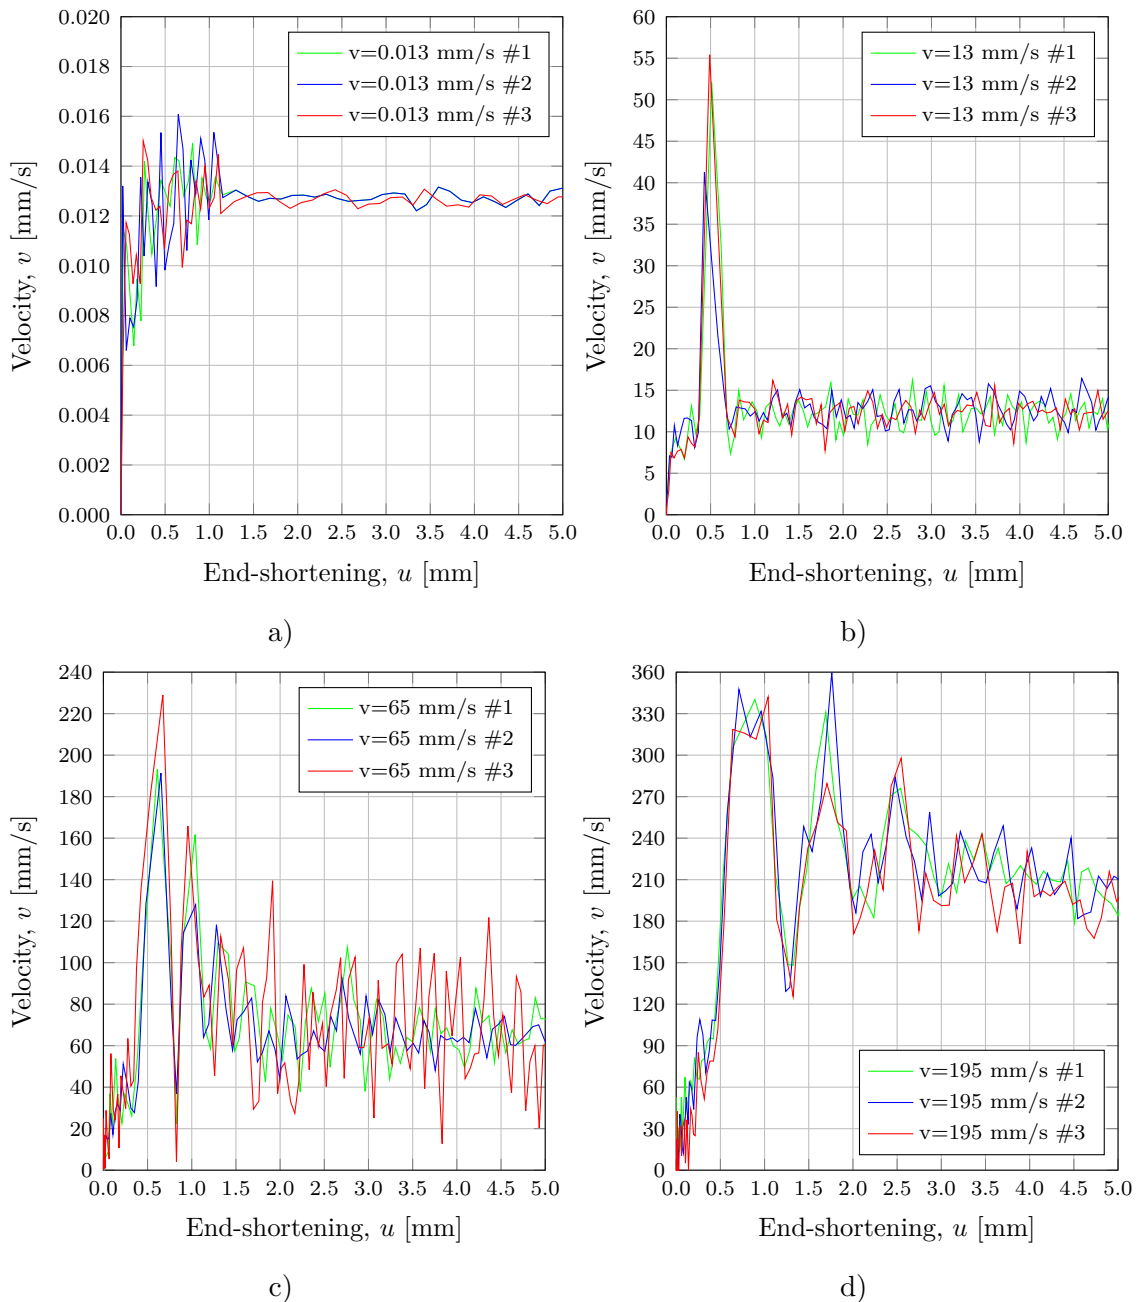 0.020
0.018
0.016
0.014
0.012
0.010
0.008
0.006
0.004
0.002
0.000
Velocity, v [mm/s]
v=0.013 mm/s #1
v=0.013 mm/s #2
v=0.013 mm/s #3
0.0 0.5 1.0 1.5 2.0 2.5 3.0 3.5 4.0 4.5 5.0
End-shortening, u [mm]
a)
60
55
50
45
40
35
30
25
20
15
10
5
0
Velocity, v [mm/s]
v=13 mm/s #1
v=13 mm/s #2
v=13 mm/s #3
0.0 0.5 1.0 1.5 2.0 2.5 3.0 3.5 4.0 4.5 5.0
End-shortening, u [mm]
b)
240
220
200
180
160
140
120
100
80
60
40
20
0
Velocity, v [mm/s]
v=65 mm/s #1
v=65 mm/s #2
v=65 mm/s #3
0.0 0.5 1.0 1.5 2.0 2.5 3.0 3.5 4.0 4.5 5.0
End-shortening, u [mm]
c)
360
330
300
270
240
210
180
150
120
90
60
30
0
Velocity, v [mm/s]
v=195 mm/s #1
v=195 mm/s #2
v=195 mm/s #3
0.0 0.5 1.0 1.5 2.0 2.5 3.0 3.5 4.0 4.5 5.0
End-shortening, u [mm]
d)